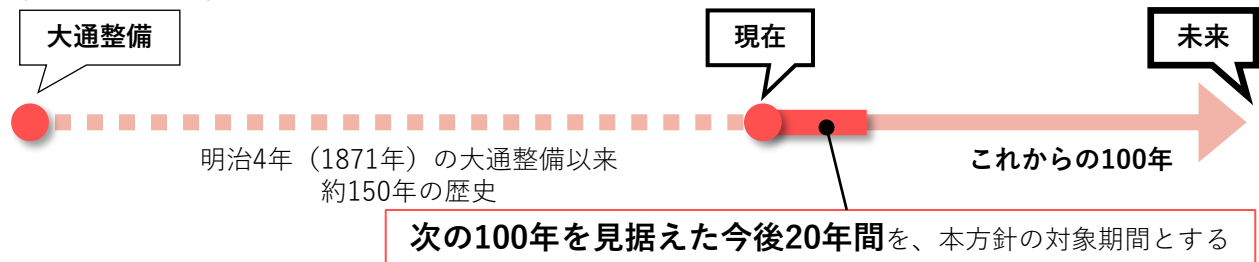 大通整備
現在
未来
明治4年（1871年）の大通整備以来
約150年の歴史
これからの100年
次の100年を見据えた今後20年間を、本方針の対象期間とする